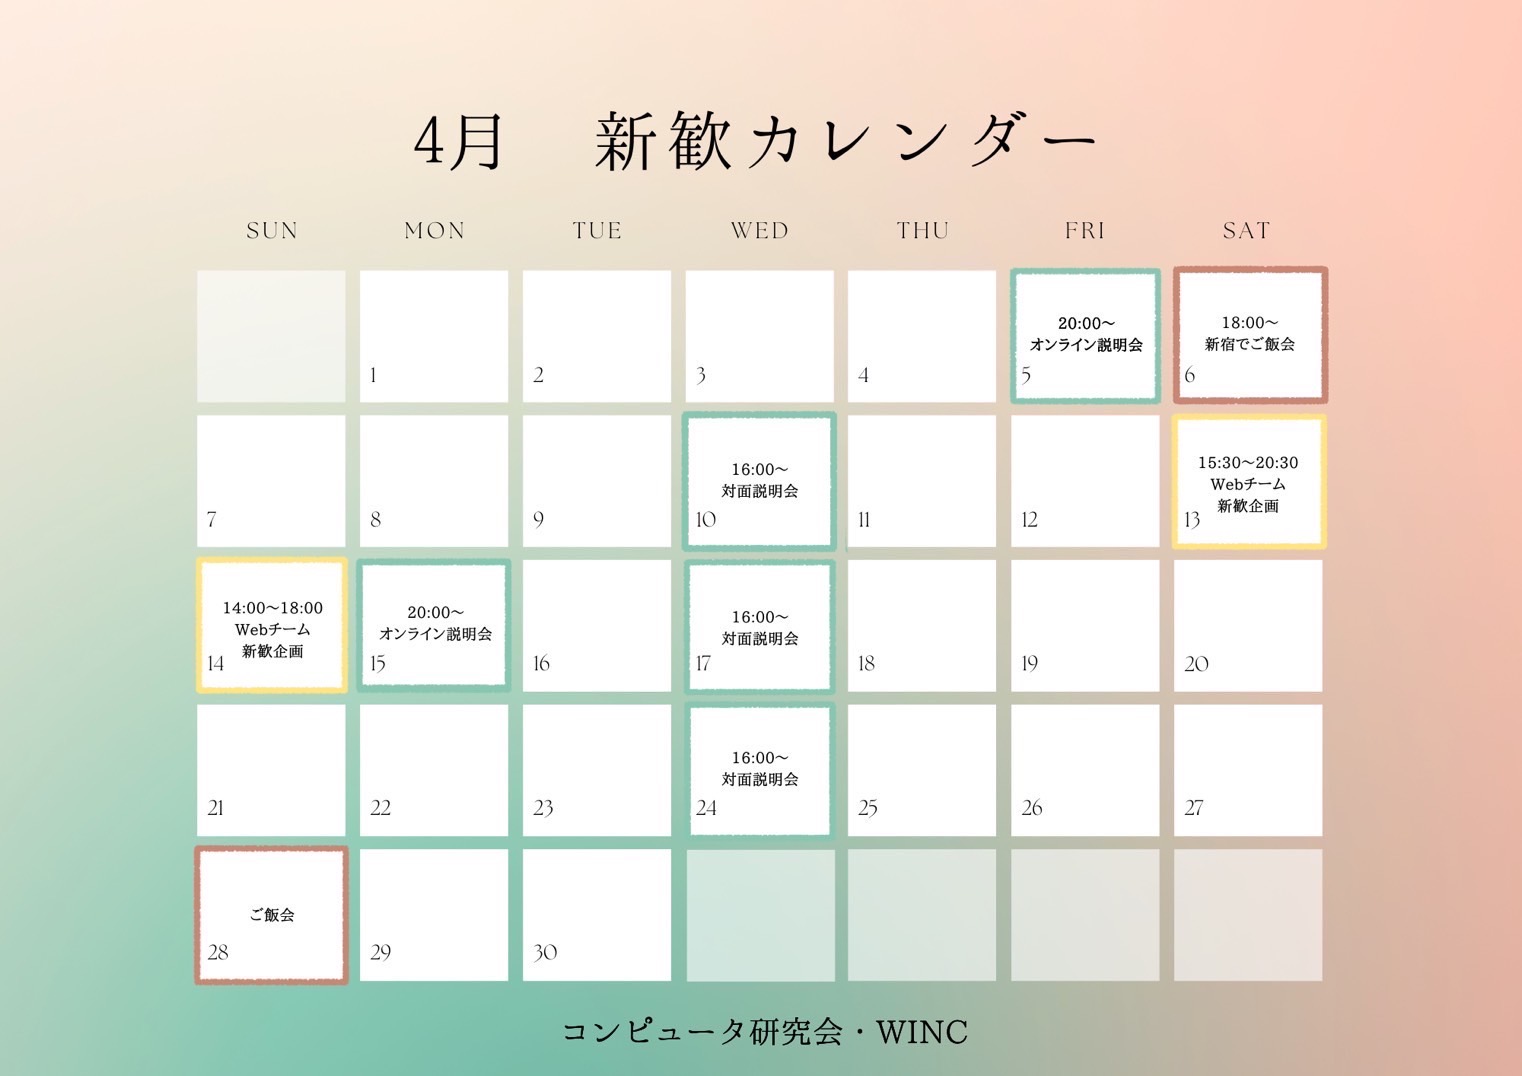 4月　新歓カレンダー
SUN MON TUE WED THU FRI SAT
1
2
3
4
20:00〜
オンライン説明会
5
18:00〜
新宿でご飯会
6
7
8
9
16:00〜
対面説明会
10
11
12
15:30〜20:30
Webチーム
新歓企画
13
14:00〜18:00
Webチーム
新歓企画
14
20:00〜
オンライン説明会
15
16
16:00〜
対面説明会
17
18
19
20
21
22
23
16:00〜
対面説明会
24
25
26
27
ご飯会
28
29
30
コンピュータ研究会・WINC